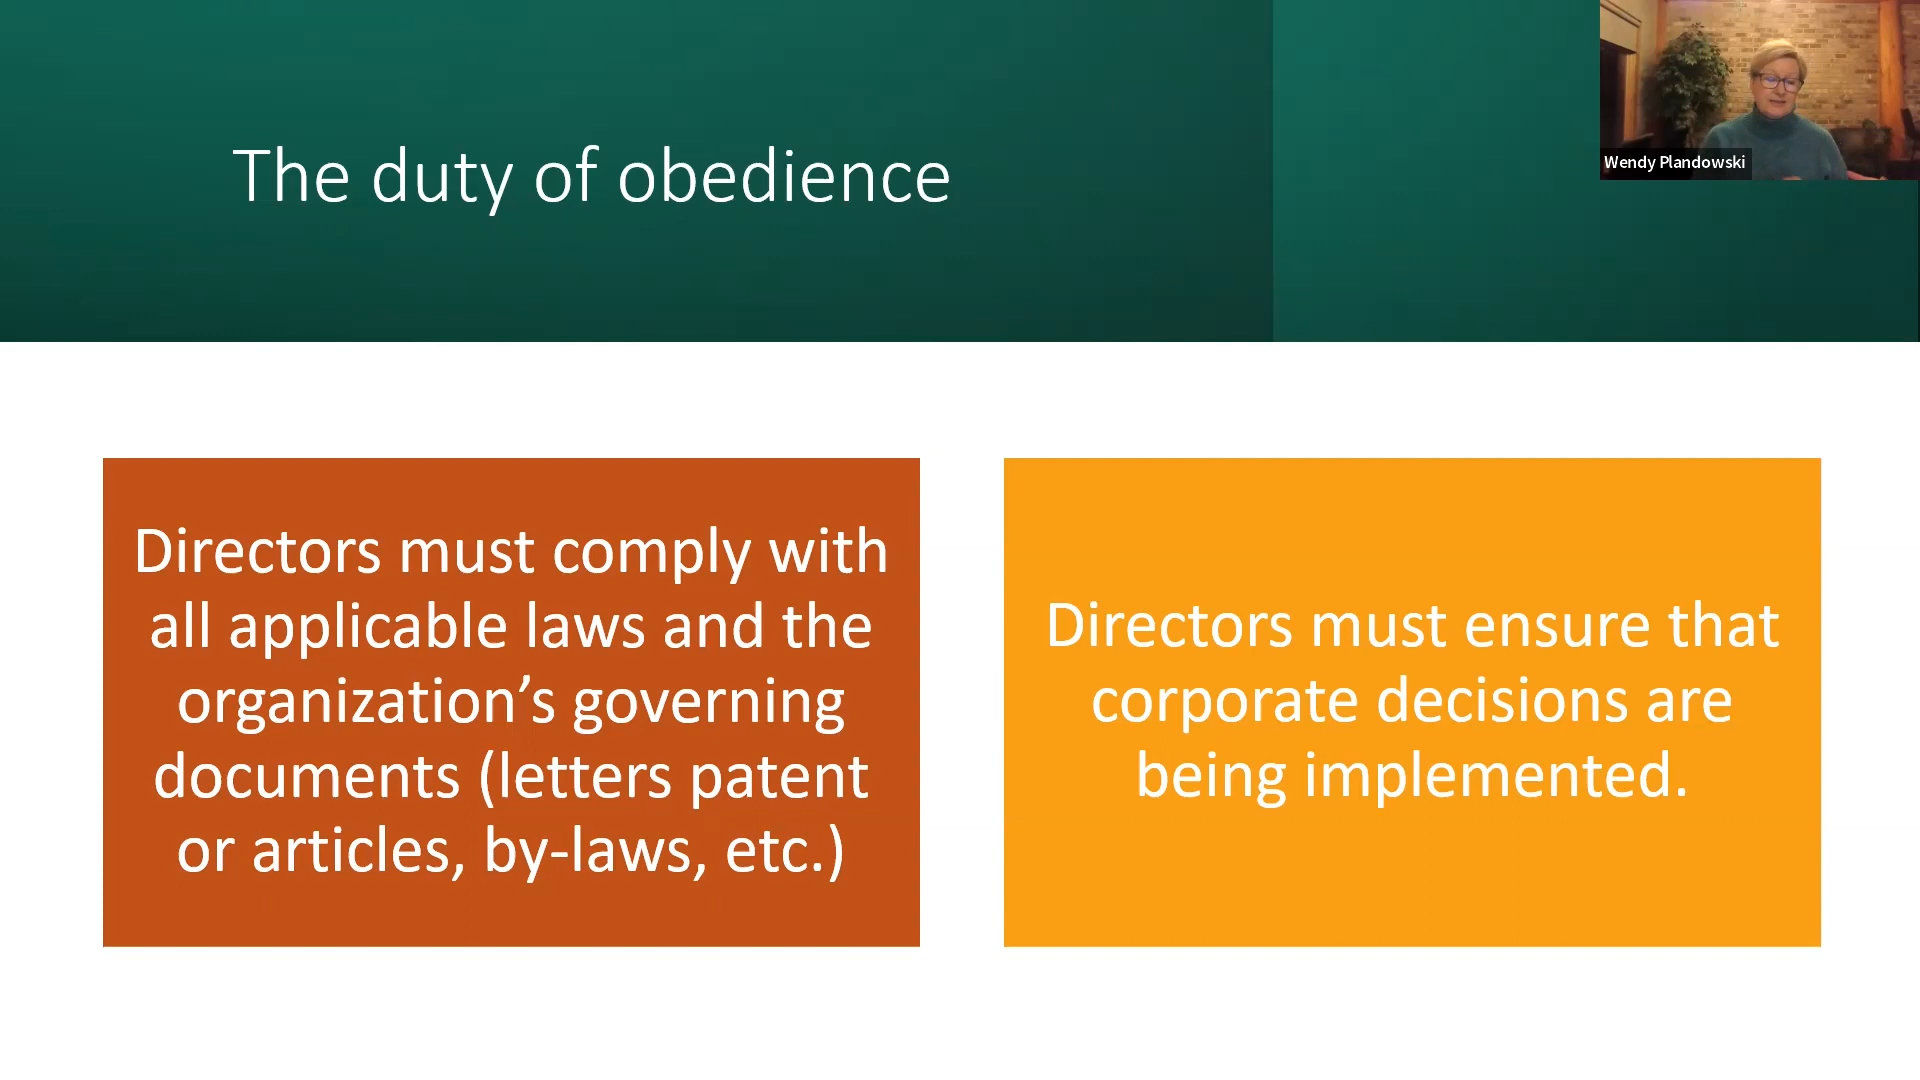 The duty of obedience
Wendy Plandowski
Directors must comply with
all applicable laws and the
organization’s governing
documents (letters patent
or articles, by-laws, etc.)
Directors must ensure that
corporate decisions are
being implemented.